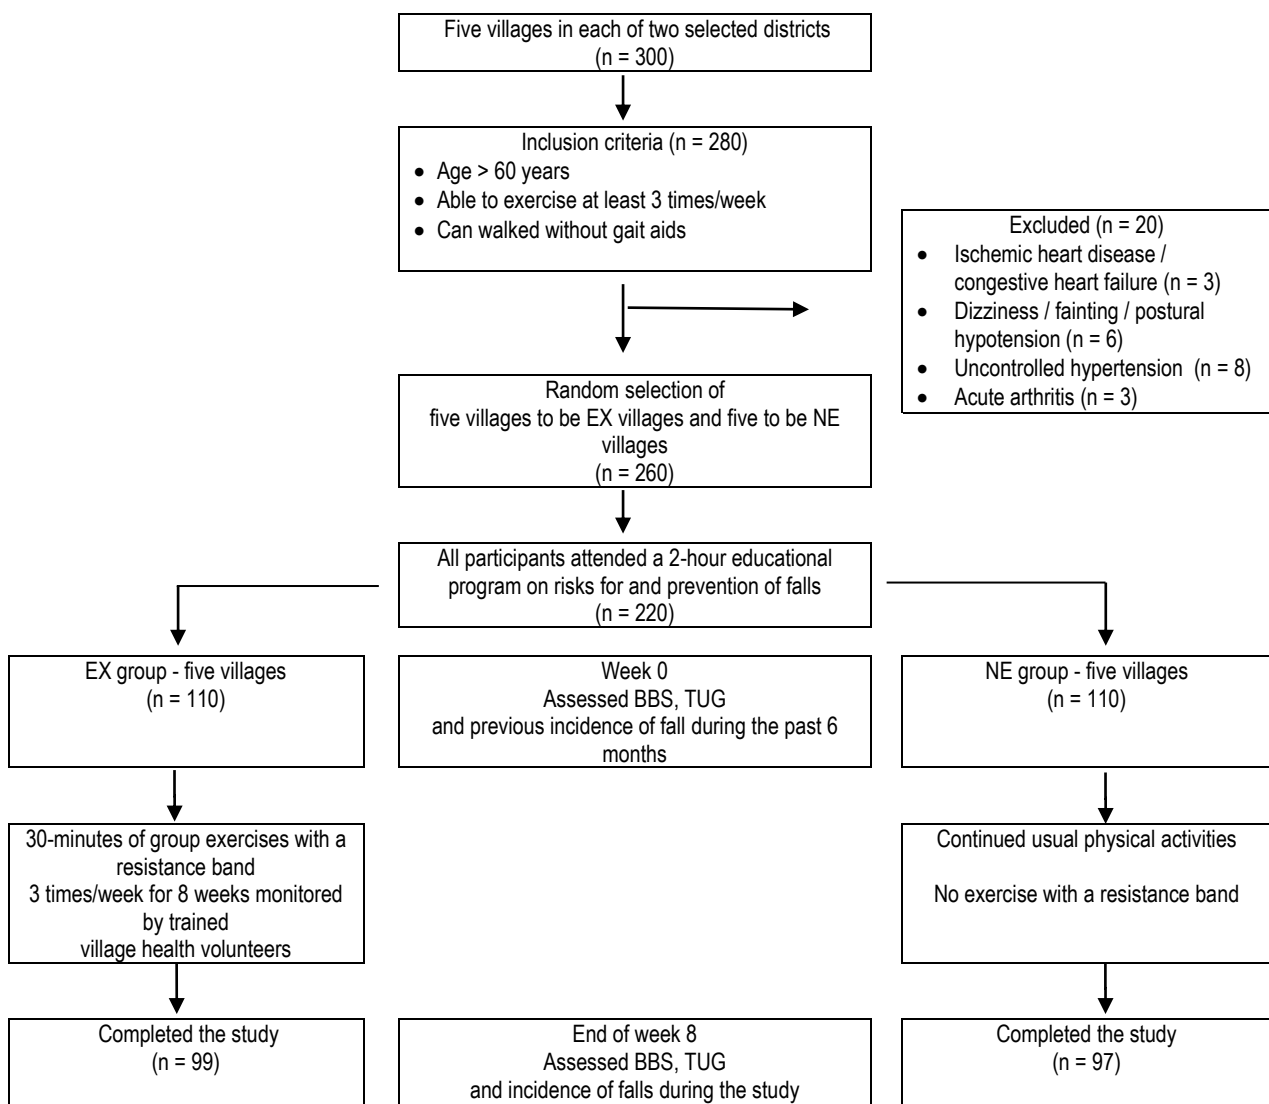 Five villages in each of two selected districts
(n = 300)
Inclusion criteria (n = 280)
• Age > 60 years
• Able to exercise at least 3 times/week
• Can walked without gait aids
Excluded (n = 20)
• Ischemic heart disease /
congestive heart failure (n = 3)
• Dizziness / fainting / postural
hypotension (n = 6)
• Uncontrolled hypertension (n = 8)
• Acute arthritis (n = 3)
Random selection of
five villages to be EX villages and five to be NE
villages
(n = 260)
All participants attended a 2-hour educational
program on risks for and prevention of falls
(n = 220)
EX group - five villages
(n = 110)
Week 0
Assessed BBS, TUG
and previous incidence of fall during the past 6
months
NE group - five villages
(n = 110)
30-minutes of group exercises with a
resistance band
3 times/week for 8 weeks monitored
by trained
village health volunteers
Continued usual physical activities
No exercise with a resistance band
Completed the study
(n = 99)
End of week 8
Assessed BBS, TUG
and incidence of falls during the study
Completed the study
(n = 97)